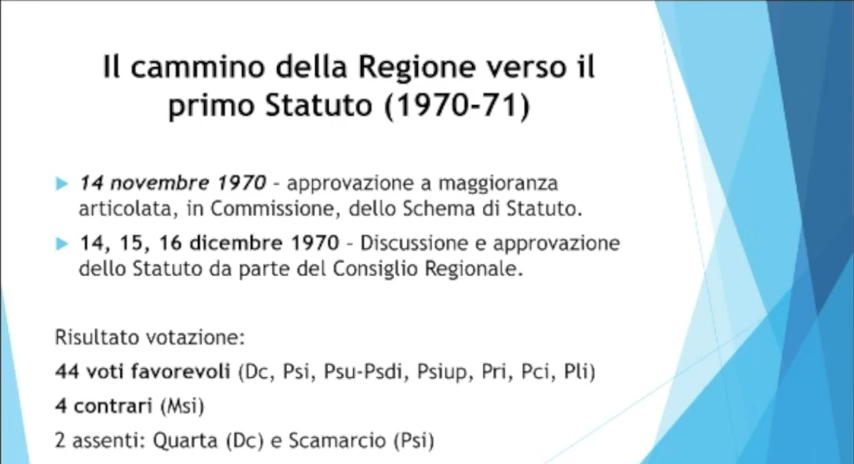 Il cammino della Regione verso il
primo Statuto (1970-71)
14 novembre 1970 - approvazione a maggioranza
articolata, in Commissione, dello Schema di Statuto.
14, 15, 16 dicembre 1970 - Discussione e approvazione
dello Statuto da parte del Consiglio Regionale.
Risultato votazione:
44 voti favorevoli (Dc, Psi, Psu-Psdi, Psiup, Pri, Pci, Pli)
4 contrari (Msi)
2 assenti: Quarta (Dc) e Scamarcio (Psi)